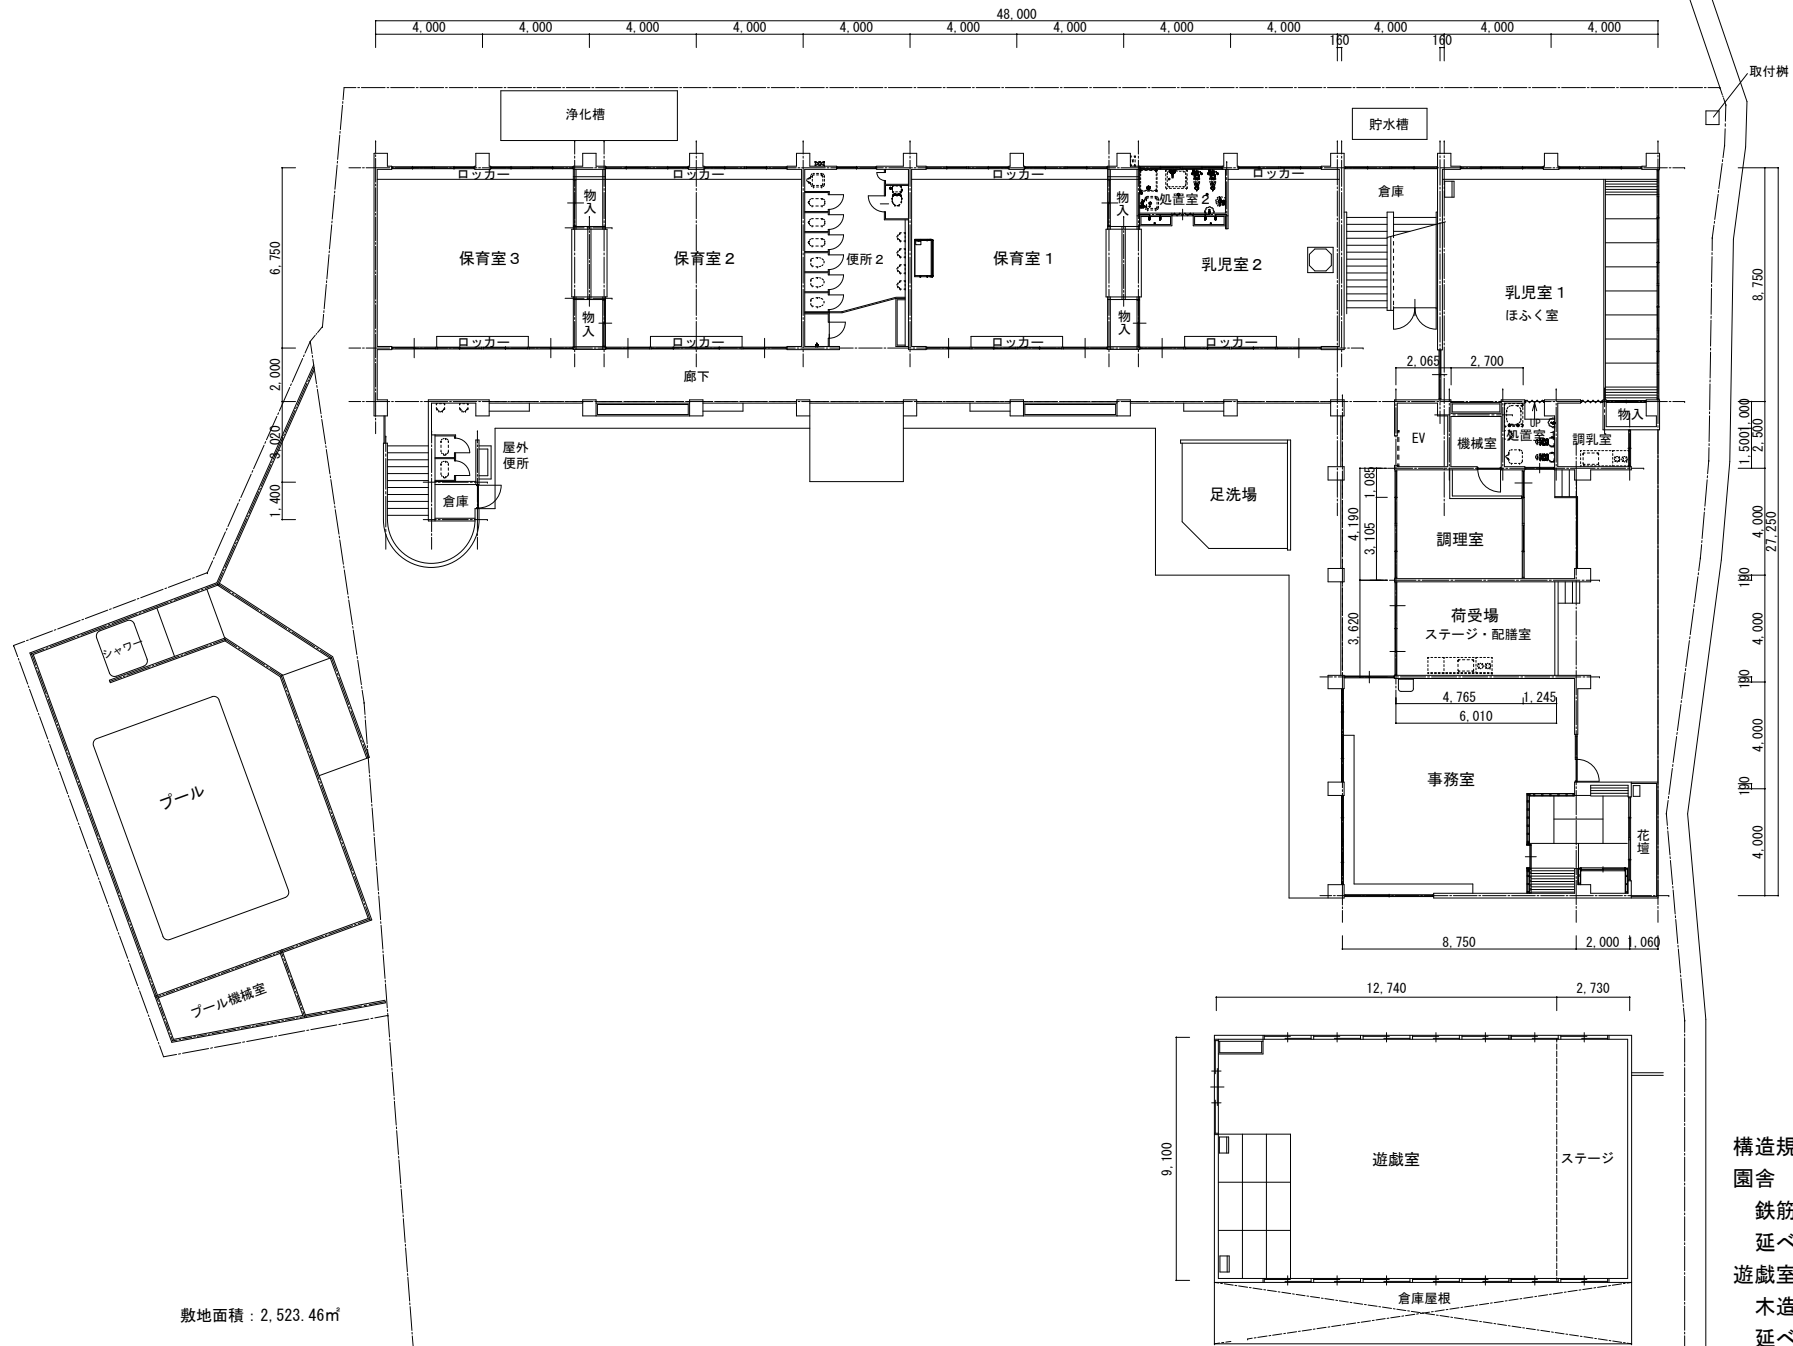 48,000
4,000 4,000 4,000 4,000 4,000 4,000 4,000 4,000 4,000 160 4,000 160 4,000 4,000
取付桝
浄化槽
貯水槽
ロッカー ロッカー ロッカー ロッカー
物入
物入
処置室2
倉庫
6,750
保育室3
保育室2
便所2
保育室1
乳児室2
乳児室1
ほふく室
8,750
物入
物入
ロッカー ロッカー ロッカー ロッカー
2,000
廊下
2,065 2,700
物入
1,000
1,500
2,500
EV
機械室
処置室
UP
調乳室
3,020
屋外
便所
倉庫
1,400
足洗場
1,085
4,190
3,105
調理室
4,000
27,250
190
荷受場
ステージ・配膳室
3,620
4,000
190
シャワー
4,765 1,245
6,010
4,000
プール
事務室
190
花壇
4,000
8,750 2,000 1,060
プール機械室
12,740 2,730
9,100
遊戯室
ステージ
倉庫屋根
構造規
園舎
鉄筋
延べ
遊戯室
木造
延べ
敷地面積：2,523.46㎡